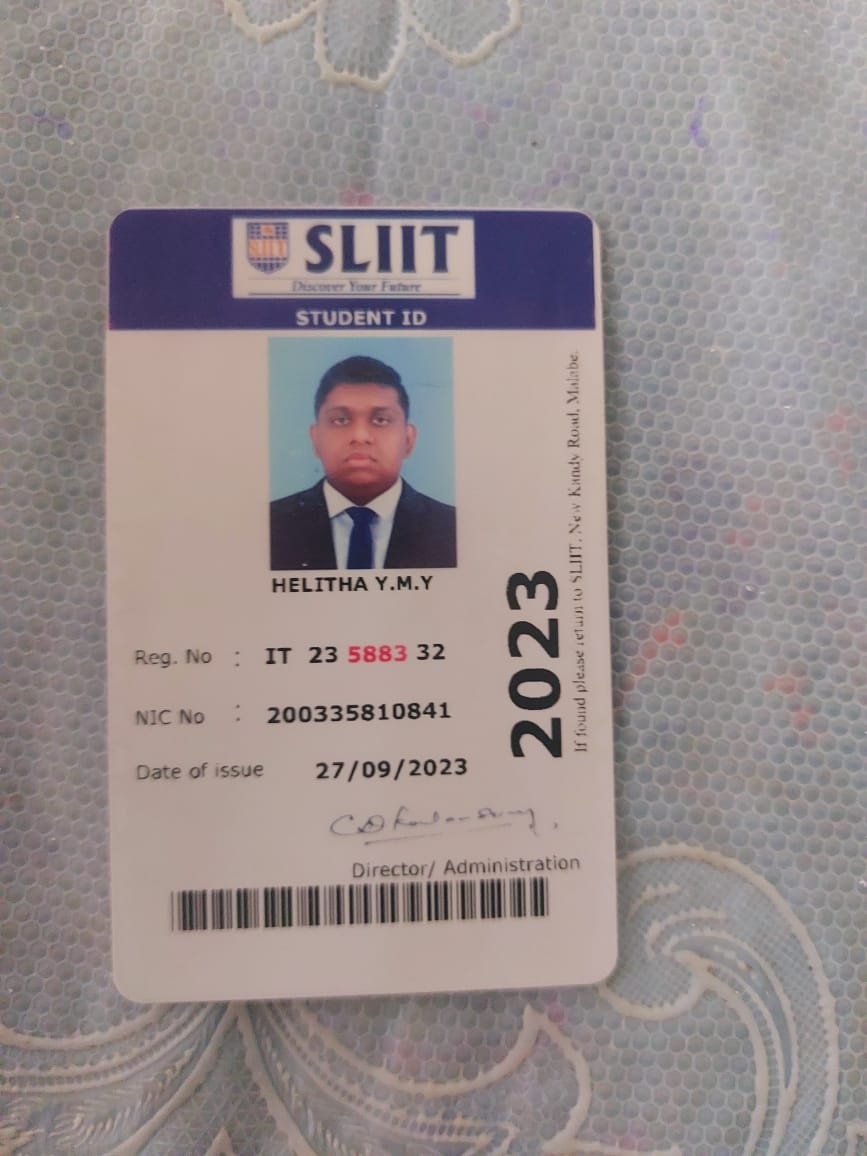 SLIIT
Discover Your Future
STUDENT ID
HELITHA Y.M.Y
Reg. No : IT 23 5883 32
NIC No : 200335810841
Date of issue 27/09/2023
Director/ Administration
2023
If found please return to SLIIT, New Kandy Road, Malabe.